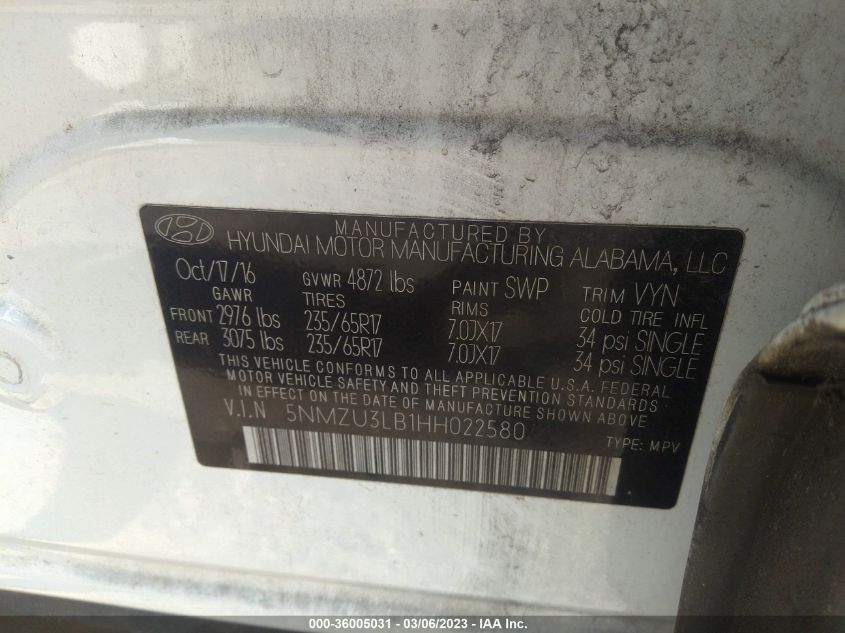 MANUFACTURED BY
HYUNDAI MOTOR MANUFACTURING ALABAMA, LLC
Oct/17/16 GVWR 4872 lbs PAINT SWP TRIM VYN
GAWR TIRES RIMS COLD TIRE INFL
FRONT 2976 lbs 235/65R17 7.0JX17 34 psi SINGLE
REAR 3075 lbs 235/65R17 7.0JX17 34 psi SINGLE
THIS VEHICLE CONFORMS TO ALL APPLICABLE U.S.A. FEDERAL
MOTOR VEHICLE SAFETY AND THEFT PREVENTION STANDARDS
IN EFFECT ON THE DATE OF MANUFACTURE SHOWN ABOVE
V.I.N 5NMZU3LB1HH022580
TYPE: MPV
000-36005031 - 03/06/2023 - IAA Inc.